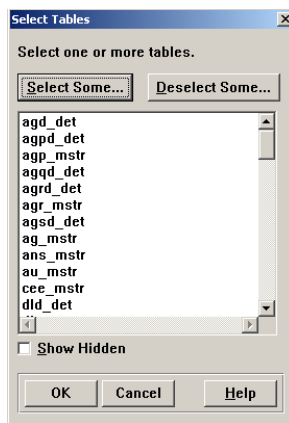 Select Tables
Select one or more tables.
Select Some... Deselect Some...
agd_det
agpd_det
agp_mstr
agqd_det
agrd_det
agr_mstr
agsd_det
ag_mstr
ans_mstr
au_mstr
cee_mstr
dld_det
Show Hidden
OK Cancel Help